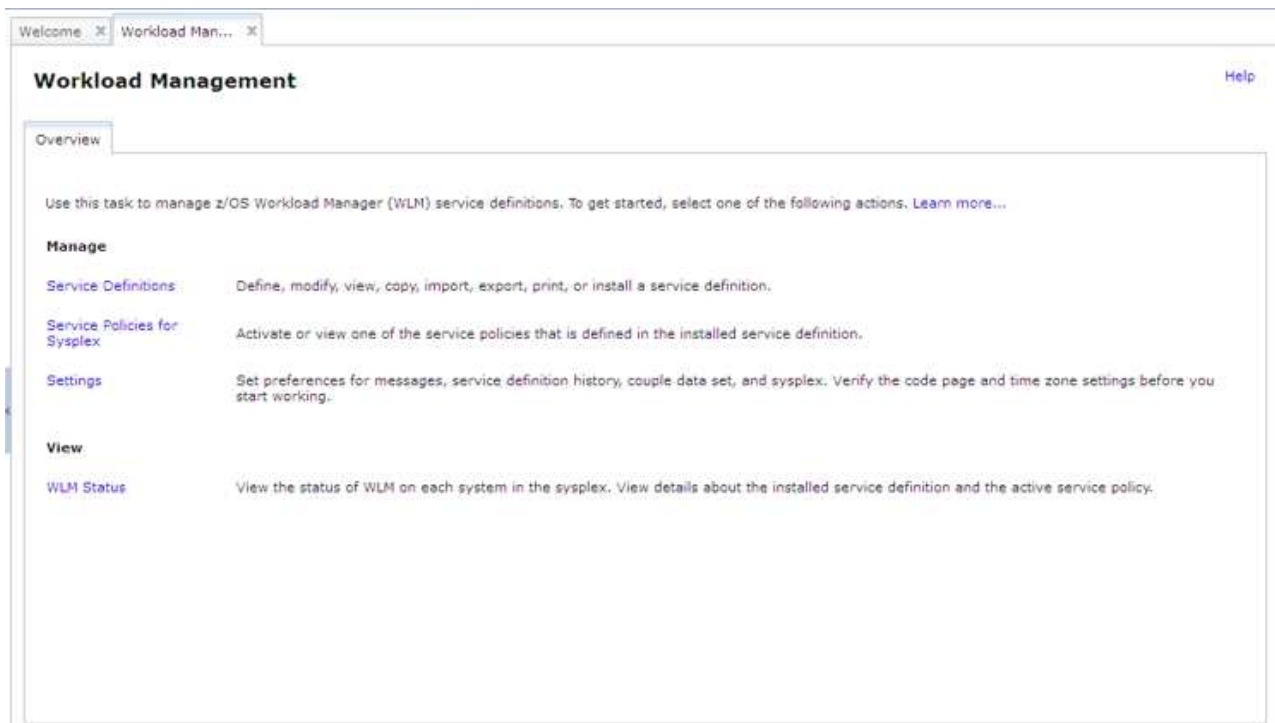 Welcome
Workload Man...
Workload Management
Help
Overview
Use this task to manage z/OS Workload Manager (WLM) service definitions. To get started, select one of the following actions. Learn more...
Manage
Service Definitions
Define, modify, view, copy, import, export, print, or install a service definition.
Service Policies for
Sysplex
Activate or view one of the service policies that is defined in the installed service definition.
Settings
Set preferences for messages, service definition history, couple data set, and sysplex. Verify the code page and time zone settings before you
start working.
View
WLM Status
View the status of WLM on each system in the sysplex. View details about the installed service definition and the active service policy.